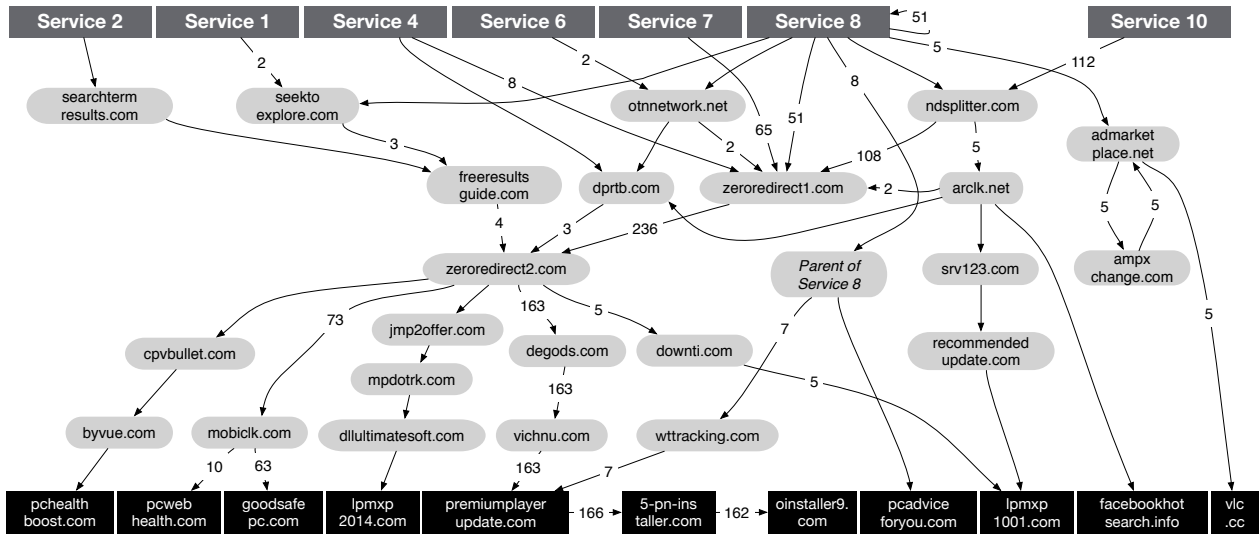 Service 2
Service 1
Service 4
Service 6
Service 7
Service 8
51
Service 10
2
2
5
8
8
112
searchterm
results.com
seekto
explore.com
otnnetwork.net
ndsplitter.com
65
51
admarket
place.net
3
2
108
5
freeresults
guide.com
dprtb.com
zeroredirect1.com
2
arclk.net
5
5
4
3
236
zeroredirect2.com
Parent of
Service 8
srv123.com
ampx
change.com
73
163
5
7
5
jmp2offer.com
cpvbullet.com
degods.com
downti.com
recommended
update.com
mpdotrk.com
163
5
byvue.com
mobiclk.com
dllultimatesoft.com
vichnu.com
wttracking.com
10
63
163
7
pchealth
boost.com
pcweb
health.com
goodsafe
pc.com
lpmxp
2014.com
premiumplayer
update.com
166
5-pn-ins
taller.com
162
oinstaller9.
com
pcadvice
foryou.com
lpmxp
1001.com
facebookhot
search.info
vlc
.cc